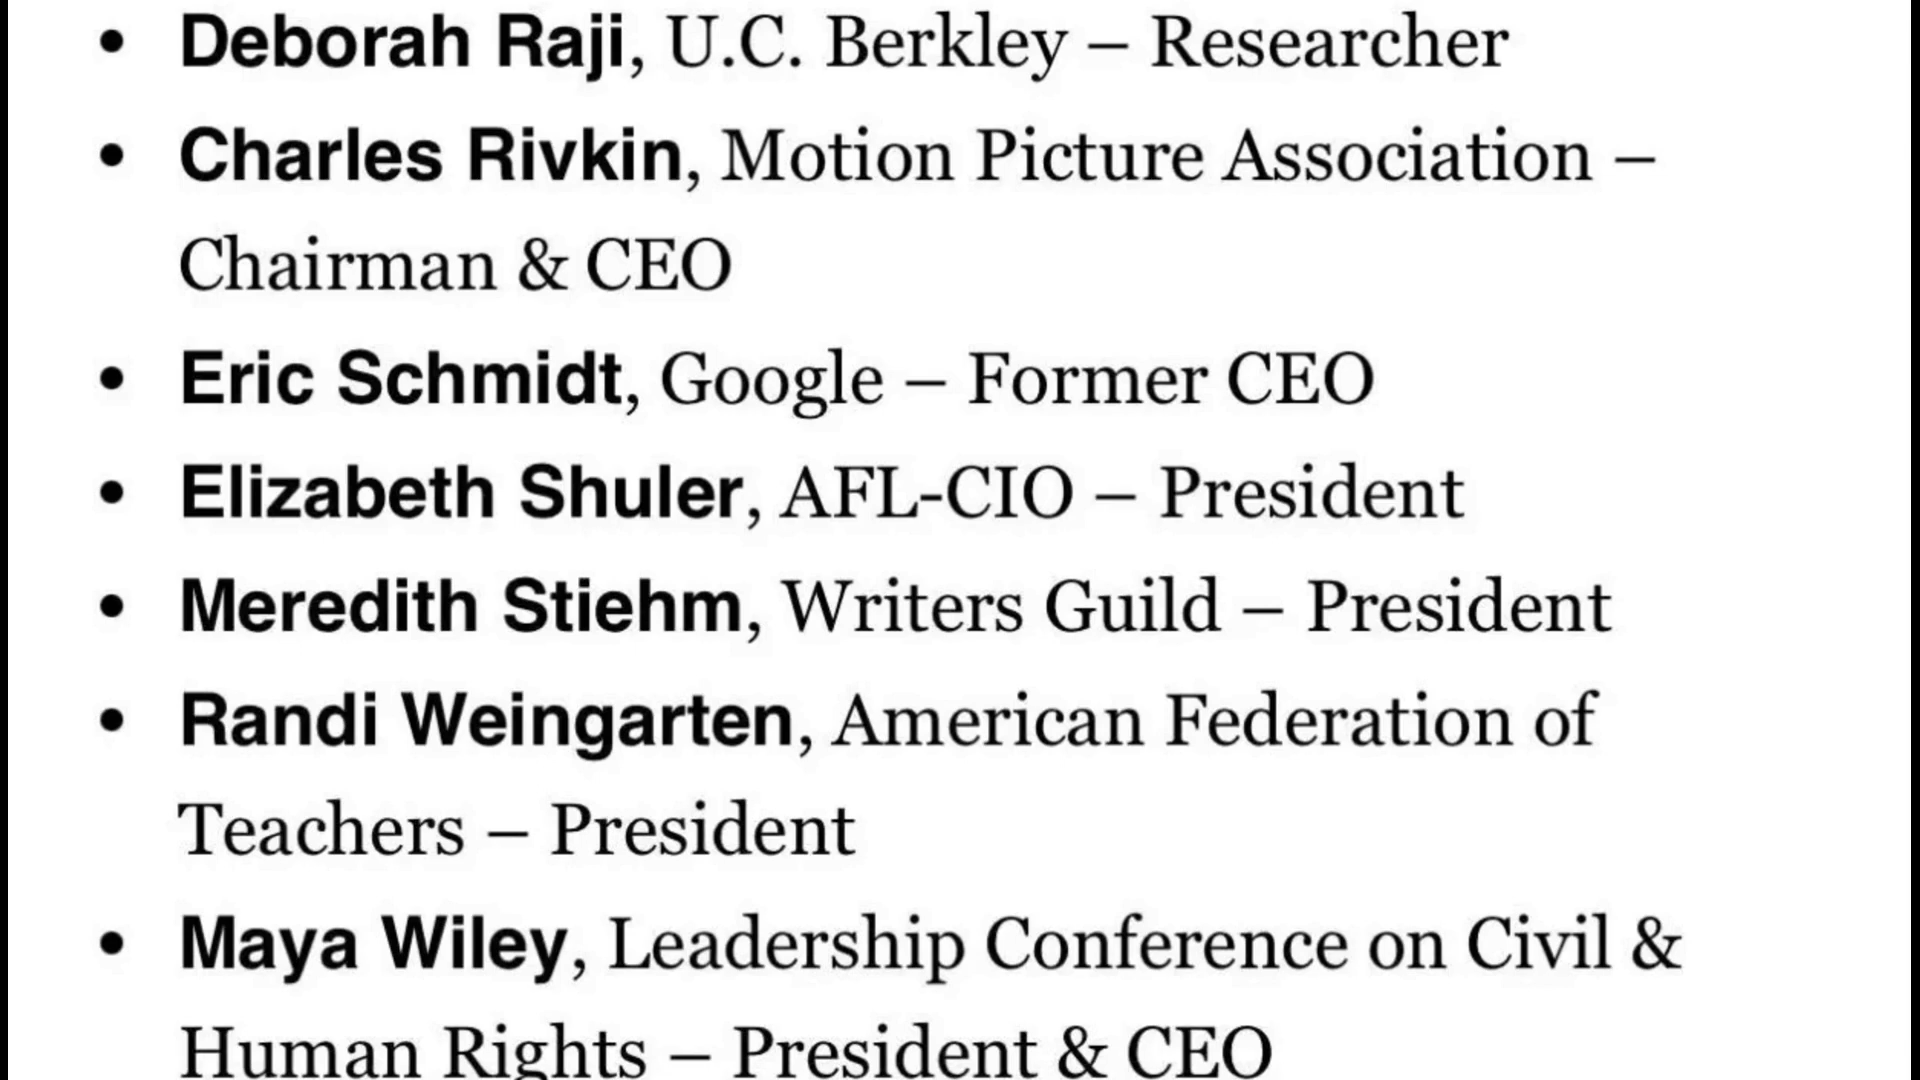 • Deborah Raji, U.C. Berkley – Researcher
• Charles Rivkin, Motion Picture Association –
Chairman & CEO
• Eric Schmidt, Google – Former CEO
• Elizabeth Shuler, AFL-CIO – President
• Meredith Stiehm, Writers Guild – President
• Randi Weingarten, American Federation of
Teachers – President
• Maya Wiley, Leadership Conference on Civil &
Human Rights – President & CEO